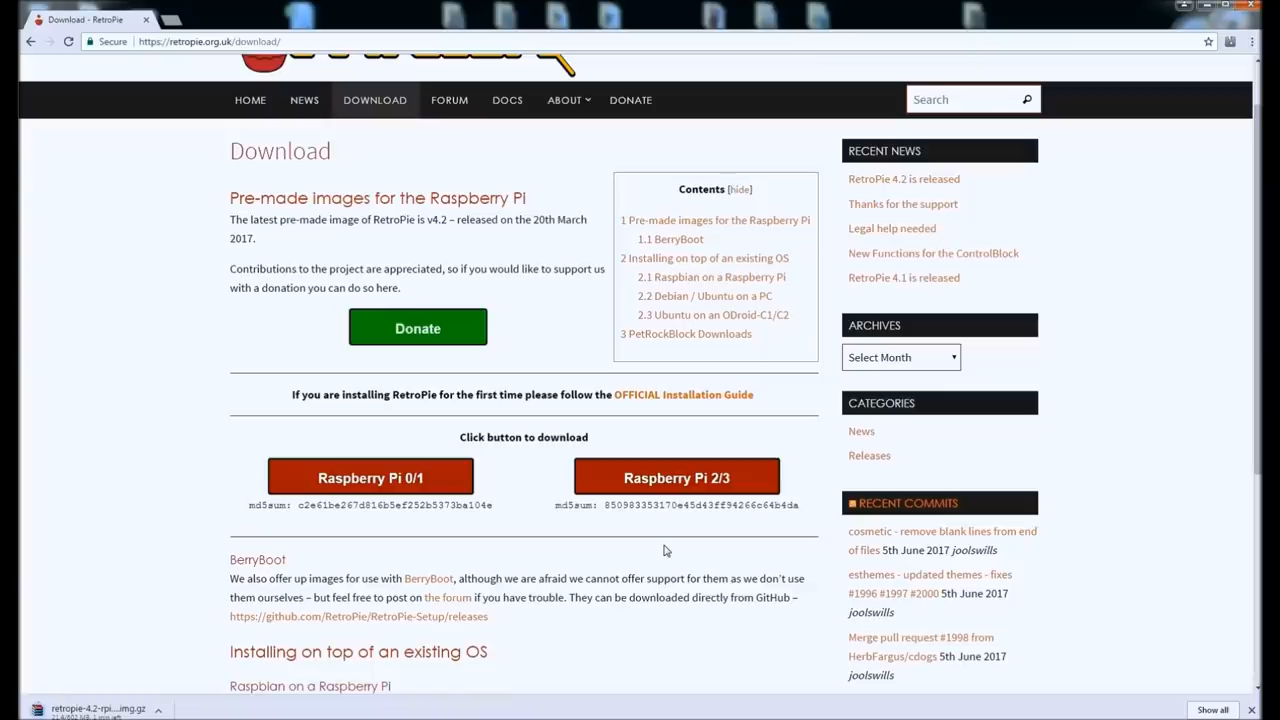 Download - RetroPie
Secure
https://retropie.org.uk/download/
HOME
NEWS
DOWNLOAD
FORUM
DOCS
ABOUT
DONATE
Search
Download
Pre-made images for the Raspberry Pi
The latest pre-made image of RetroPie is v4.2 – released on the 20th March
2017.
Contributions to the project are appreciated, so if you would like to support us
with a donation you can do so here.
Donate
Contents [hide]
1 Pre-made images for the Raspberry Pi
1.1 BerryBoot
2 Installing on top of an existing OS
2.1 Raspbian on a Raspberry Pi
2.2 Debian / Ubuntu on a PC
2.3 Ubuntu on an ODroid-C1/C2
3 PetRockBlock Downloads
If you are installing RetroPie for the first time please follow the OFFICIAL Installation Guide
Click button to download
Raspberry Pi 0/1
md5sum: c2e61be267d816b5ef252b5373ba104e
Raspberry Pi 2/3
md5sum: 850983353170e45d43ff94266c64b4da
BerryBoot
We also offer up images for use with BerryBoot, although we are afraid we cannot offer support for them as we don't use
them ourselves – but feel free to post on the forum if you have trouble. They can be downloaded directly from GitHub –
https://github.com/RetroPie/RetroPie-Setup/releases
Installing on top of an existing OS
Raspbian on a Raspberry Pi
RECENT NEWS
RetroPie 4.2 is released
Thanks for the support
Legal help needed
New Functions for the ControlBlock
RetroPie 4.1 is released
ARCHIVES
Select Month
CATEGORIES
News
Releases
RECENT COMMITS
cosmetic - remove blank lines from end
of files 5th June 2017 joolswills
esthemes - updated themes - fixes
#1996 #1997 #2000 5th June 2017
joolswills
Merge pull request #1998 from
HerbFargus/cdogs 5th June 2017
joolswills
retropie-4.2-rpi....img.gz
Show all